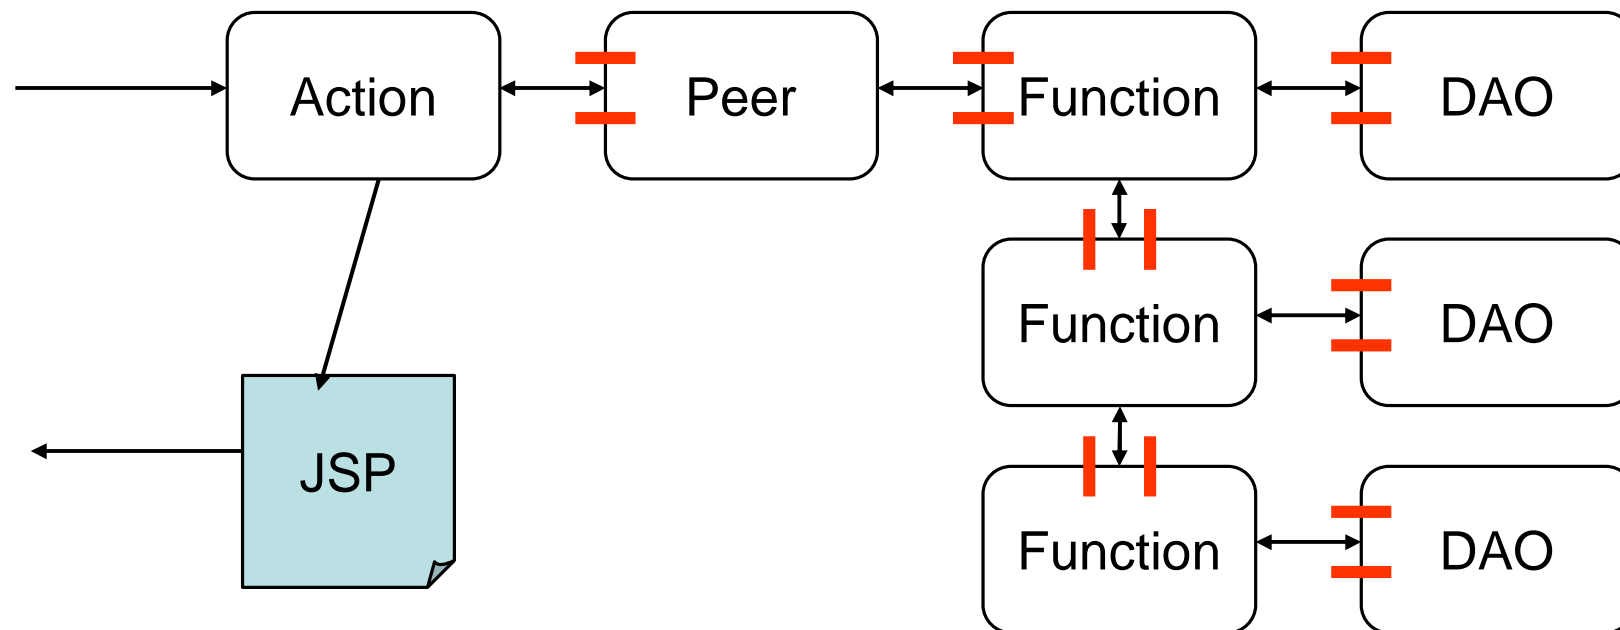 Action
Peer
Function
DAO
Function
DAO
JSP
Function
DAO